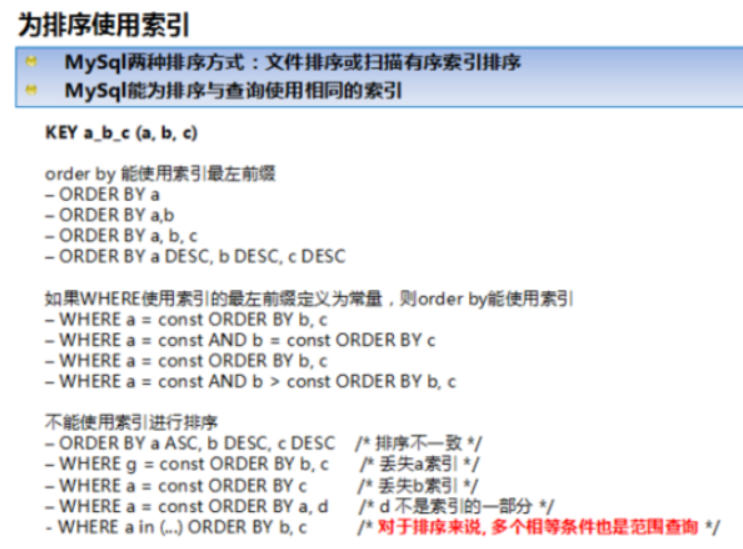 为排序使用索引
MySql两种排序方式：文件排序或扫描有序索引排序
MySql能为排序与查询使用相同的索引
KEY a_b_c (a, b, c)
order by 能使用索引最左前缀
– ORDER BY a
– ORDER BY a,b
– ORDER BY a, b, c
– ORDER BY a DESC, b DESC, c DESC
如果WHERE使用索引的最左前缀定义为常量，则order by能使用索引
– WHERE a = const ORDER BY b, c
– WHERE a = const AND b = const ORDER BY c
– WHERE a = const ORDER BY b, c
– WHERE a = const AND b > const ORDER BY b, c
不能使用索引进行排序
– ORDER BY a ASC, b DESC, c DESC /* 排序不一致 */
– WHERE g = const ORDER BY b, c /* 丢失a索引 */
– WHERE a = const ORDER BY c /* 丢失b索引 */
– WHERE a = const ORDER BY a, d /* d 不是索引的一部分 */
- WHERE a in (...) ORDER BY b, c /* 对于排序来说, 多个相等条件也是范围查询 */